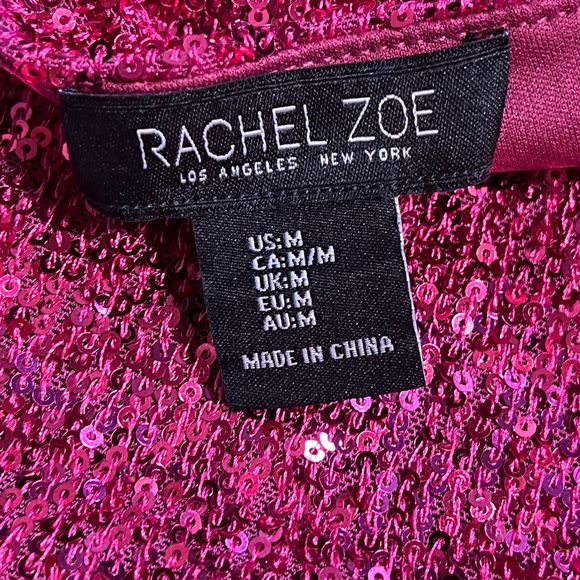 RACHEL ZOE
LOS ANGELES NEW YORK
US:M
CA:M/M
UK:M
EU:M
AU:M
MADE IN CHINA